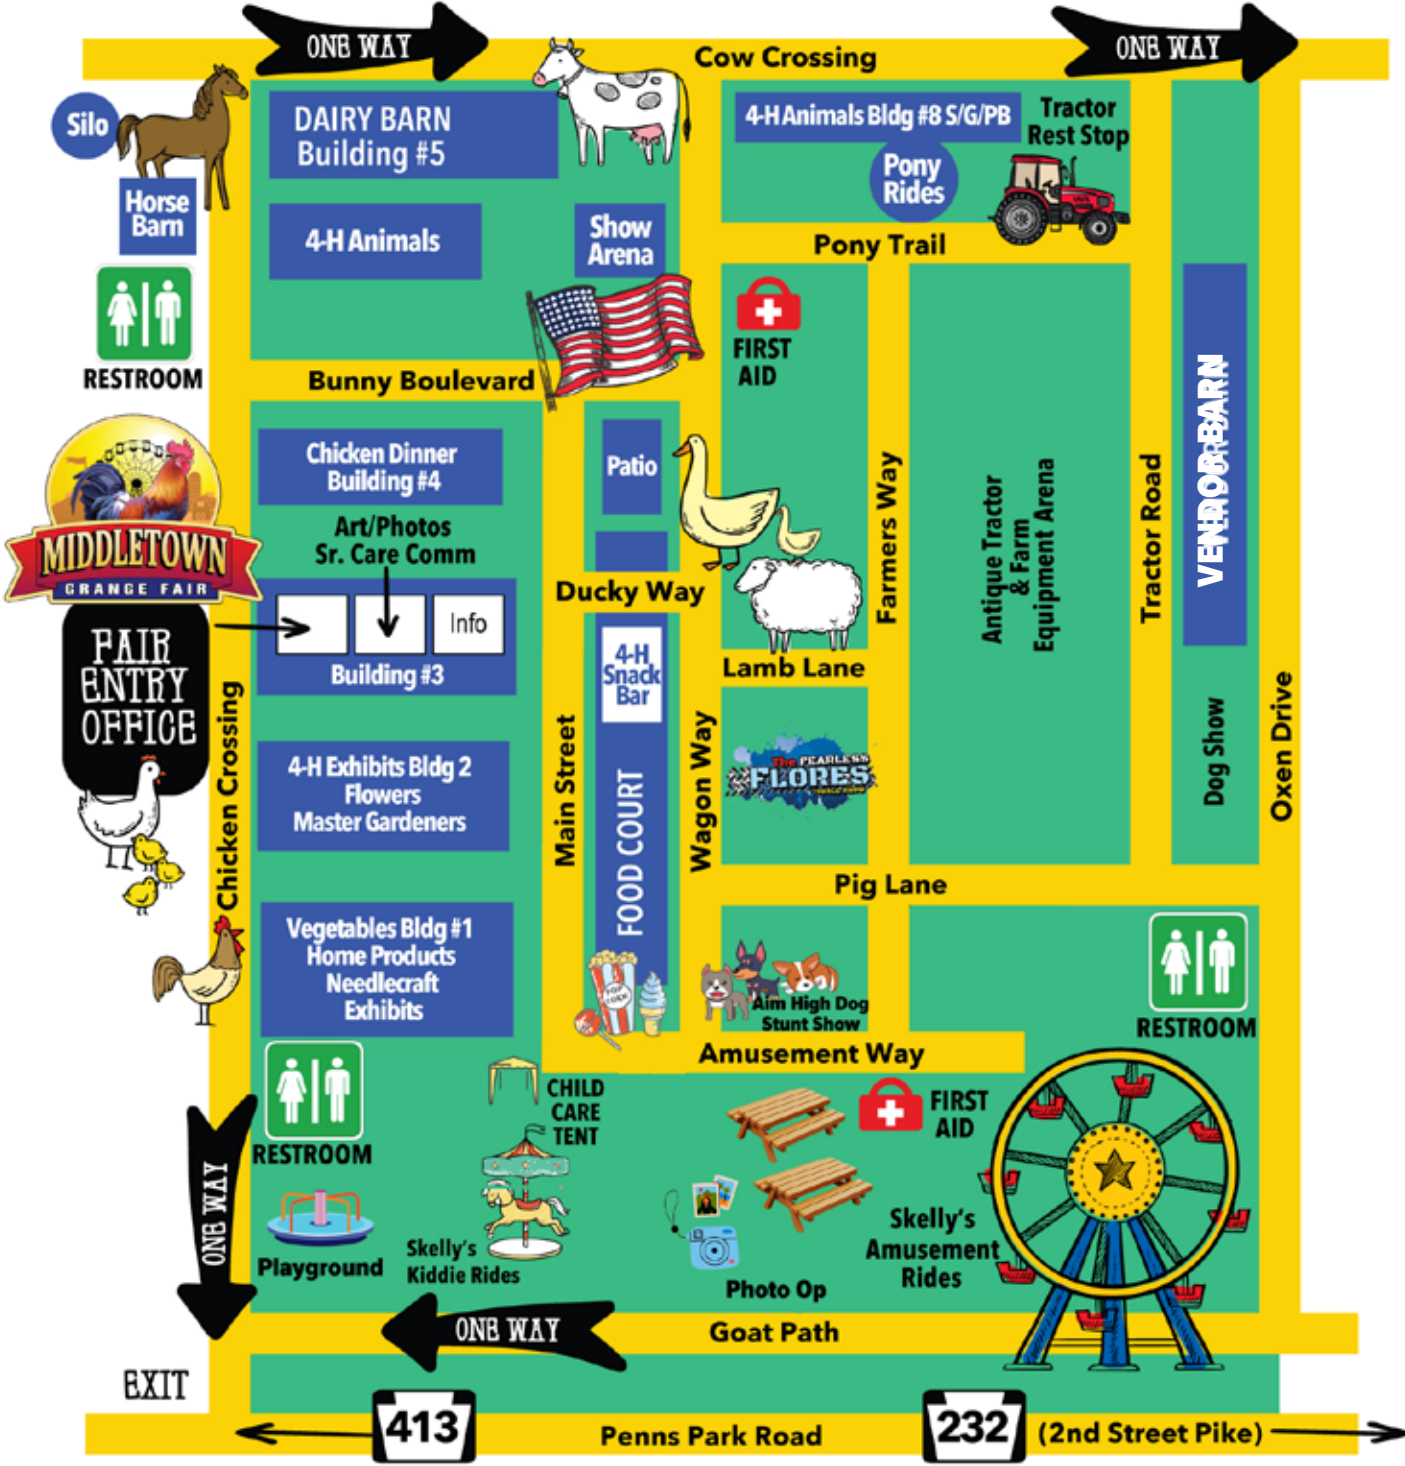 ONE WAY
ONE WAY
Cow Crossing
Silo
DAIRY BARN
Building #5
4-H Animals Bldg #8 S/G/PB
Tractor
Rest Stop
Pony
Rides
Horse
Barn
4-H Animals
Show
Arena
Pony Trail
RESTROOM
FIRST
AID
Bunny Boulevard
VENDOR BARN
Chicken Dinner
Building #4
Patio
Art/Photos
Sr. Care Comm
MIDDLETOWN
GRANGE FAIR
Ducky Way
Farmers Way
Antique Tractor
& Farm
Equipment Arena
Tractor Road
Info
Building #3
FAIR
ENTRY
OFFICE
4-H
Snack
Bar
Lamb Lane
Chicken Crossing
4-H Exhibits Bldg 2
Flowers
Master Gardeners
Main Street
FOOD COURT
Wagon Way
The FEARLESS
FLORES
Dog Show
Oxen Drive
Pig Lane
Vegetables Bldg #1
Home Products
Needlecraft
Exhibits
POP
CORN
Aim High Dog
Stunt Show
RESTROOM
Amusement Way
RESTROOM
CHILD
CARE
TENT
FIRST
AID
ONE WAY
Playground
Skelly's
Kiddie Rides
Photo Op
Skelly's
Amusement
Rides
ONE WAY
Goat Path
EXIT
413
Penns Park Road
232
(2nd Street Pike)